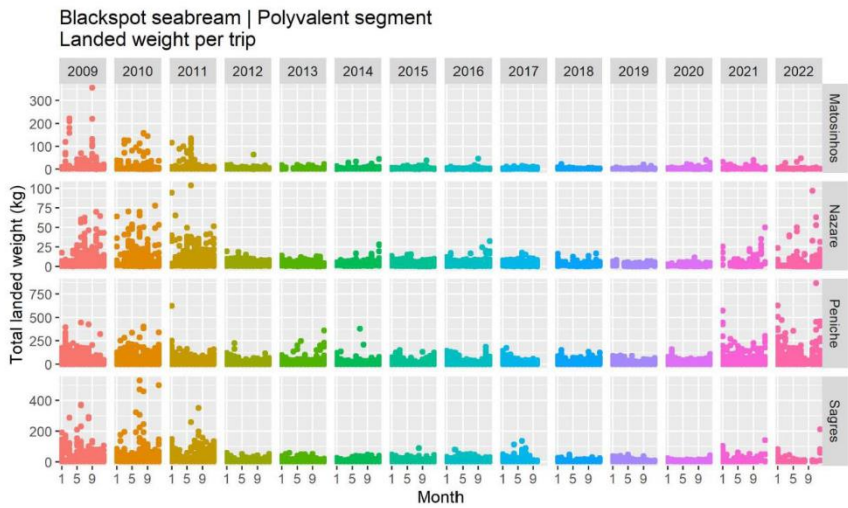 Blackspot seabream | Polyvalent segment
Landed weight per trip
2009 2010 2011 2012 2013 2014 2015 2016 2017 2018 2019 2020 2021 2022
Total landed weight (kg)
300
200
100
0
Matosinhos
100
75
50
25
0
Nazare
750
500
250
0
Peniche
400
200
0
Sagres
1 5 9 1 5 9 1 5 9 1 5 9 1 5 9 1 5 9 1 5 9 1 5 9 1 5 9 1 5 9 1 5 9 1 5 9 1 5 9 1 5 9
Month